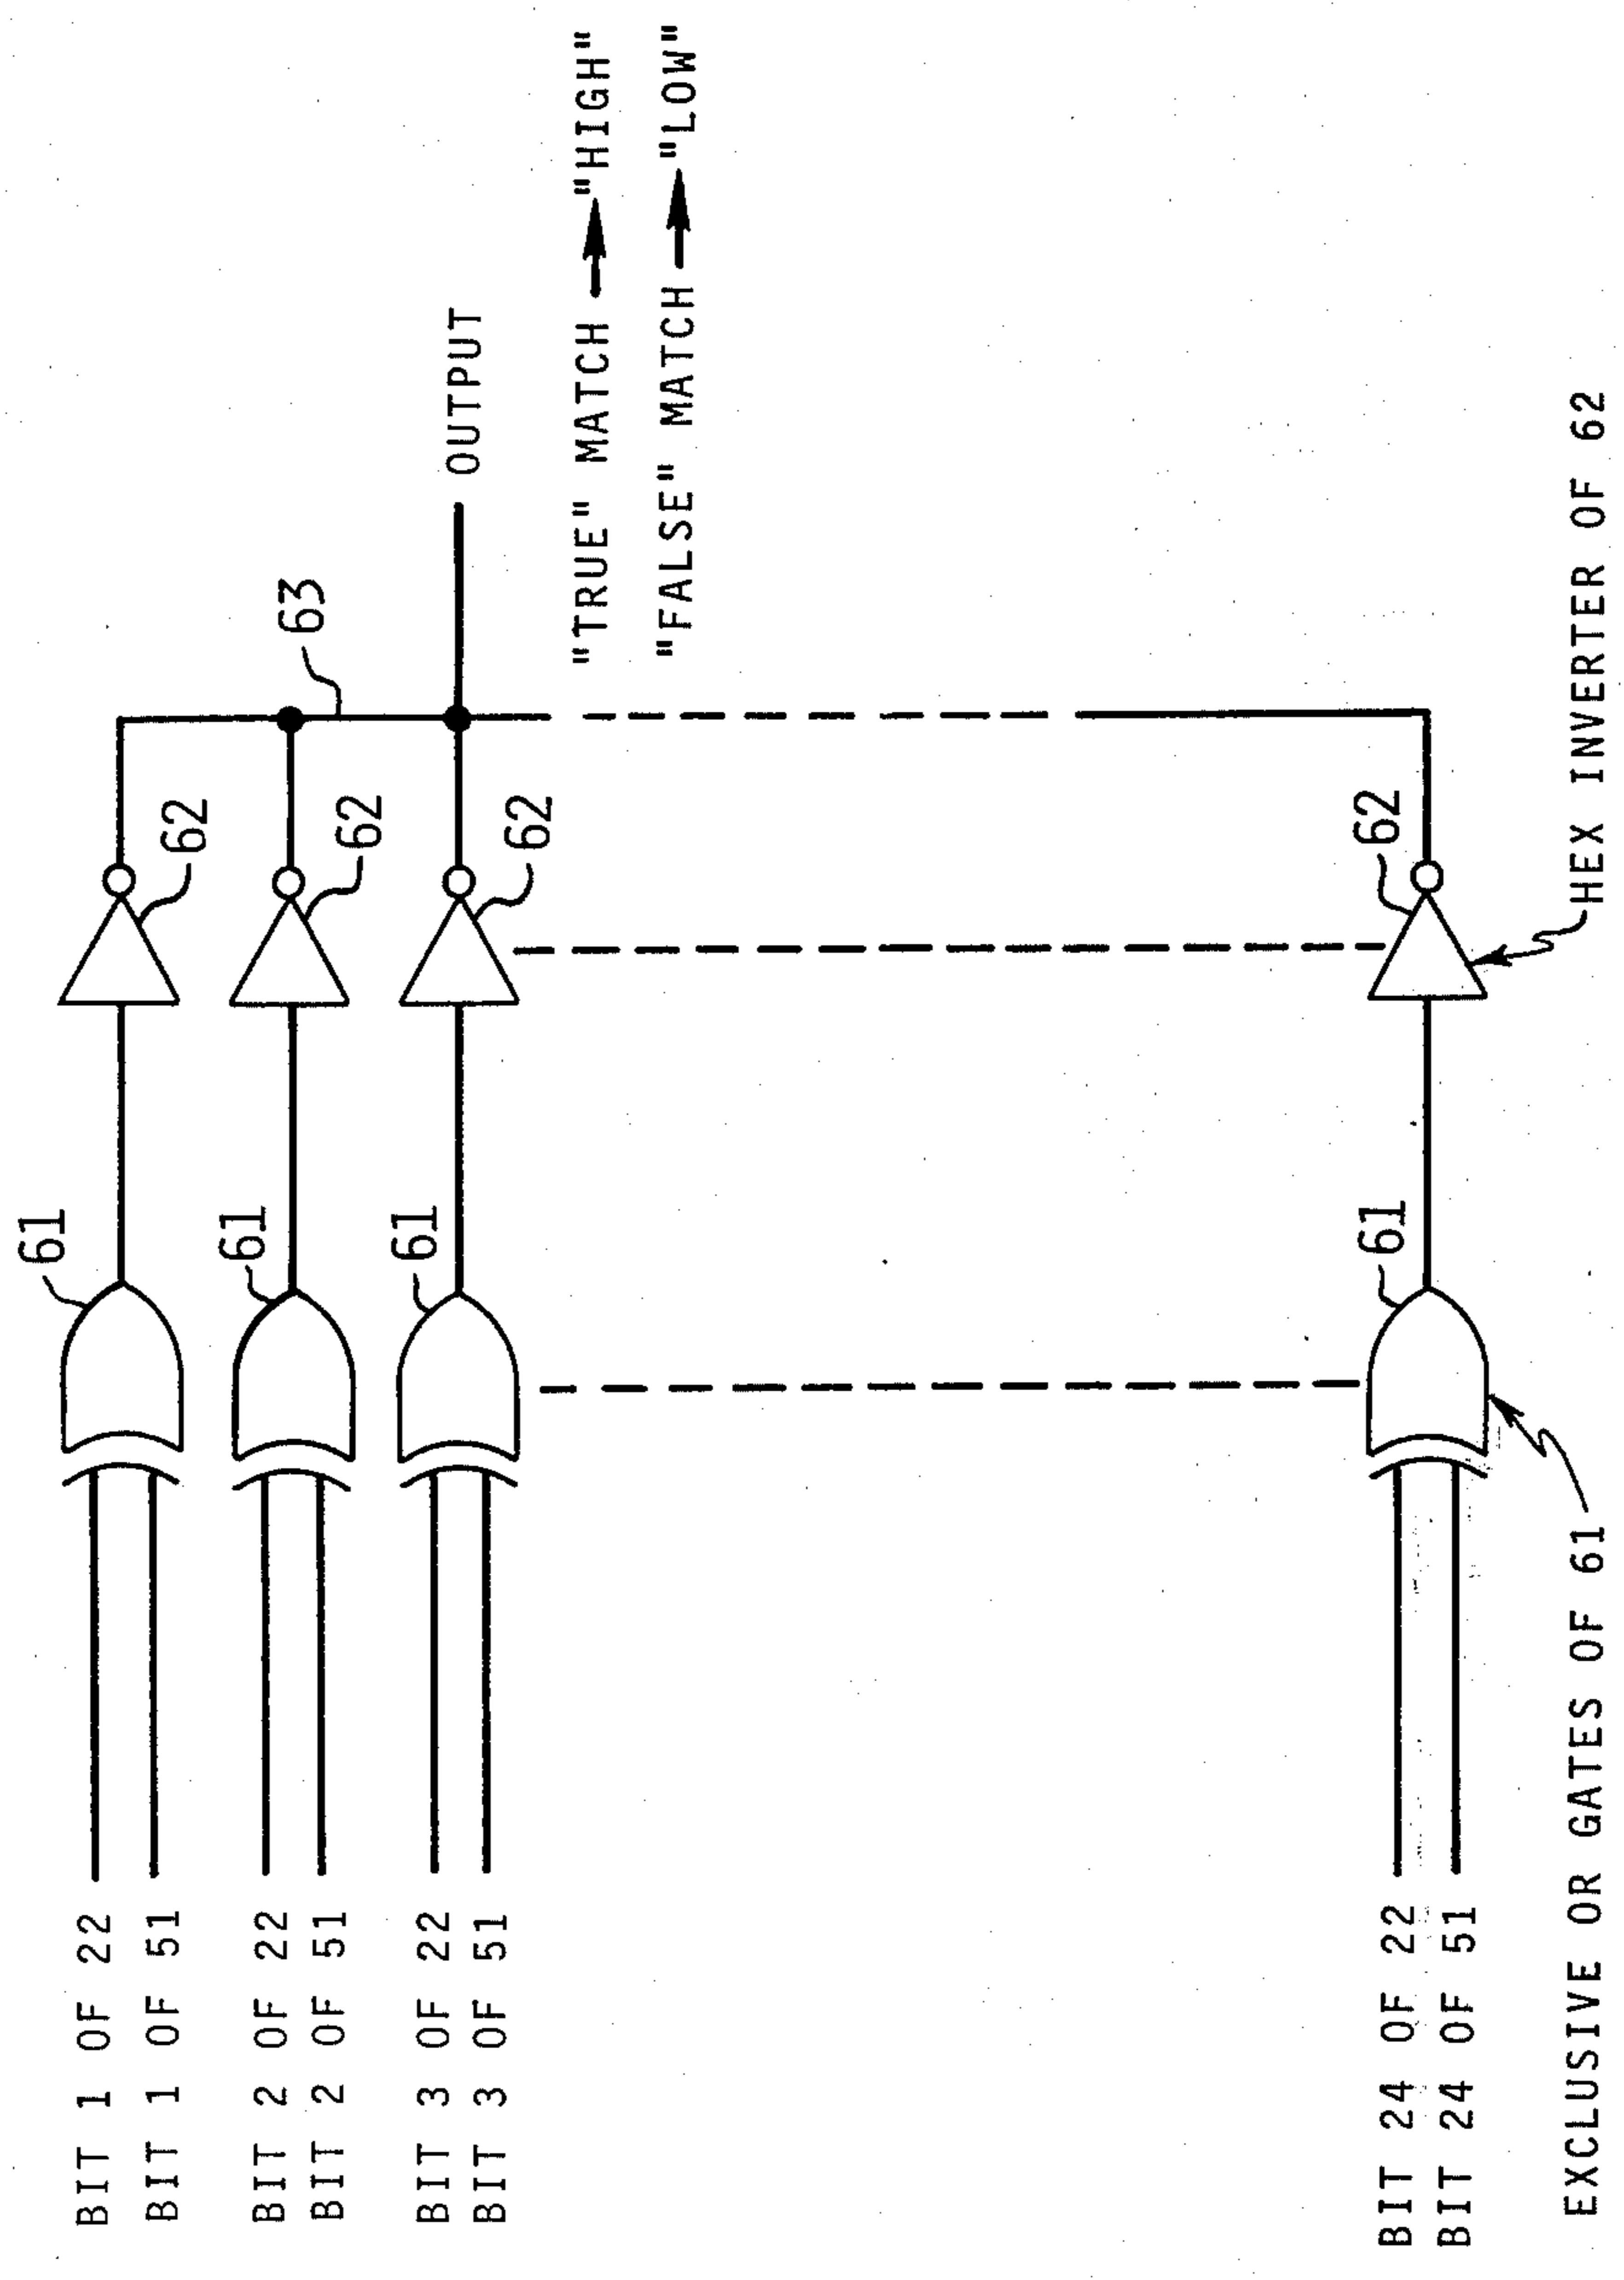 BIT 1 OF 22
BIT 1 OF 51
61
62
BIT 2 OF 22
BIT 2 OF 51
61
62
63
BIT 3 OF 22
BIT 3 OF 51
61
62
OUTPUT
"TRUE" MATCH → "HIGH"
"FALSE" MATCH → "LOW"
BIT 24 OF 22
BIT 24 OF 51
61
62
EXCLUSIVE OR GATES OF 61
HEX INVERTER OF 62